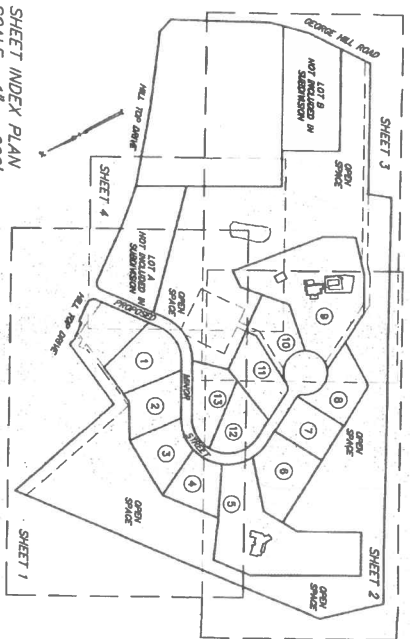 GEORGE HILL ROAD
LOT B
NOT INCLUDED IN
SUBDIVISION
SHEET 3
OPEN
SPACE
HILL TOP DRIVE
SHEET 4
LOT A
NOT INCLUDED IN
SUBDIVISION
OPEN
SPACE
PROPOSED
MINOR
STREET
HILL TOP DRIVE
1
2
3
4
5
6
7
8
9
10
11
12
13
OPEN
SPACE
OPEN
SPACE
OPEN
SPACE
SHEET 2
SHEET 1
SHEET INDEX PLAN